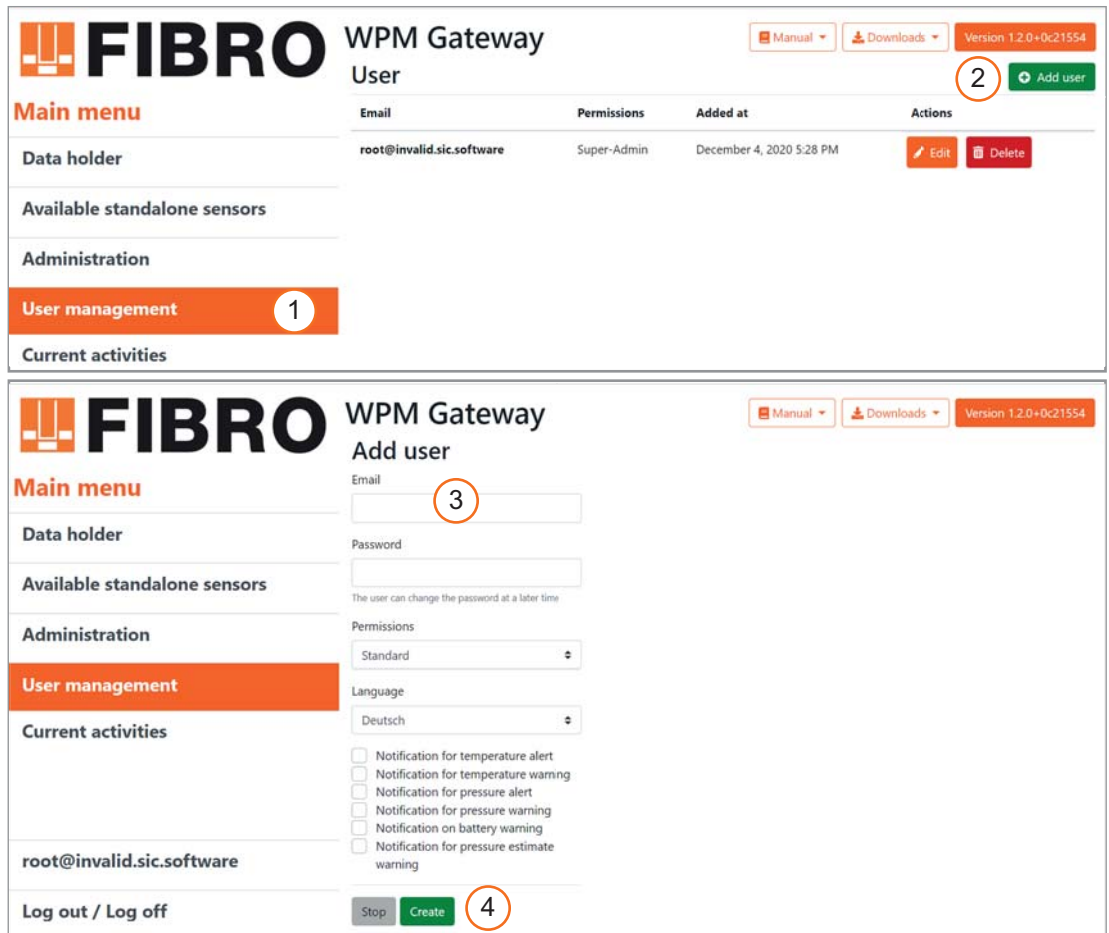 FIBRO
WPM Gateway
Manual
Downloads
Version 1.2.0+0c21554
User
2
Add user
Main menu
Email Permissions Added at Actions
root@invalid.sic.software Super-Admin December 4, 2020 5:28 PM Edit Delete
Data holder
Available standalone sensors
Administration
User management
1
Current activities
FIBRO
WPM Gateway
Manual
Downloads
Version 1.2.0+0c21554
Add user
Main menu
Data holder
Available standalone sensors
Administration
User management
Current activities
root@invalid.sic.software
Log out / Log off
Email
3
Password
The user can change the password at a later time
Permissions
Standard
Language
Deutsch
Notification for temperature alert
Notification for temperature warning
Notification for pressure alert
Notification for pressure warning
Notification on battery warning
Notification for pressure estimate
warning
Stop
Create
4